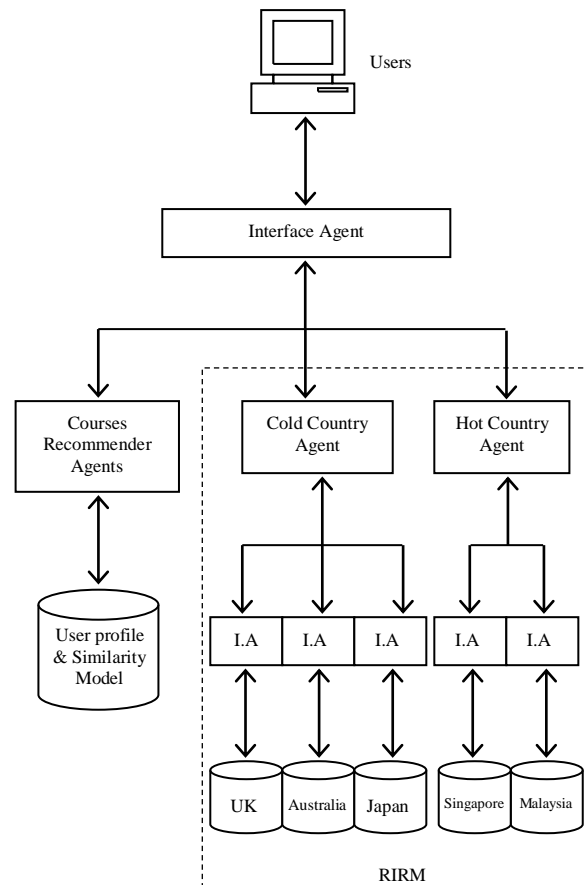 Users
Interface Agent
Courses
Recommender
Agents
Cold Country
Agent
Hot Country
Agent
User profile
& Similarity
Model
I.A
I.A
I.A
I.A
I.A
UK
Australia
Japan
Singapore
Malaysia
RIRM